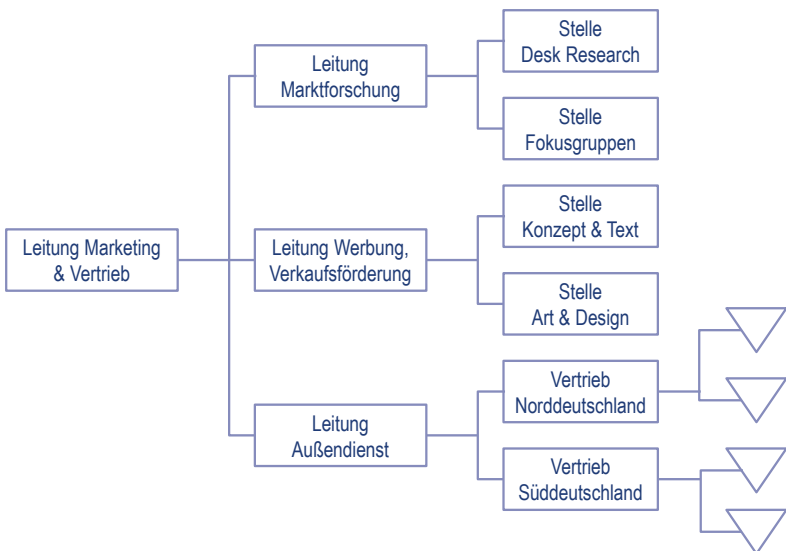 Stelle
Desk Research
Leitung
Marktforschung
Stelle
Fokusgruppen
Stelle
Konzept & Text
Leitung Marketing
& Vertrieb
Leitung Werbung,
Verkaufsförderung
Stelle
Art & Design
Vertrieb
Norddeutschland
Leitung
Außendienst
Vertrieb
Süddeutschland